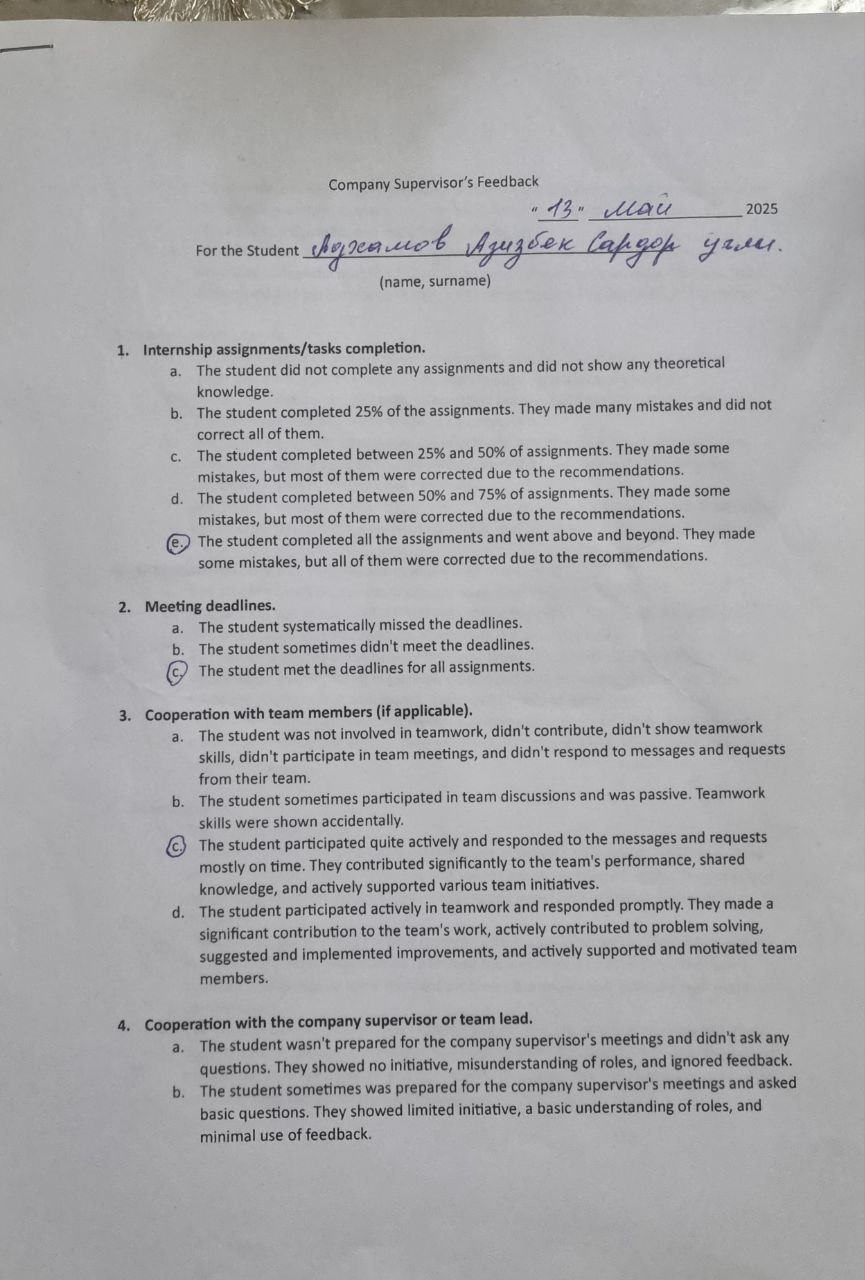 Company Supervisor's Feedback
"13" Май 2025
For the Student Аджамов Азизбек Сардор угли.
(name, surname)
1. Internship assignments/tasks completion.
a. The student did not complete any assignments and did not show any theoretical
knowledge.
b. The student completed 25% of the assignments. They made many mistakes and did not
correct all of them.
c. The student completed between 25% and 50% of assignments. They made some
mistakes, but most of them were corrected due to the recommendations.
d. The student completed between 50% and 75% of assignments. They made some
mistakes, but most of them were corrected due to the recommendations.
e. The student completed all the assignments and went above and beyond. They made
some mistakes, but all of them were corrected due to the recommendations.
2. Meeting deadlines.
a. The student systematically missed the deadlines.
b. The student sometimes didn't meet the deadlines.
c. The student met the deadlines for all assignments.
3. Cooperation with team members (if applicable).
a. The student was not involved in teamwork, didn't contribute, didn't show teamwork
skills, didn't participate in team meetings, and didn't respond to messages and requests
from their team.
b. The student sometimes participated in team discussions and was passive. Teamwork
skills were shown accidentally.
c. The student participated quite actively and responded to the messages and requests
mostly on time. They contributed significantly to the team's performance, shared
knowledge, and actively supported various team initiatives.
d. The student participated actively in teamwork and responded promptly. They made a
significant contribution to the team's work, actively contributed to problem solving,
suggested and implemented improvements, and actively supported and motivated team
members.
4. Cooperation with the company supervisor or team lead.
a. The student wasn't prepared for the company supervisor's meetings and didn't ask any
questions. They showed no initiative, misunderstanding of roles, and ignored feedback.
b. The student sometimes was prepared for the company supervisor's meetings and asked
basic questions. They showed limited initiative, a basic understanding of roles, and
minimal use of feedback.